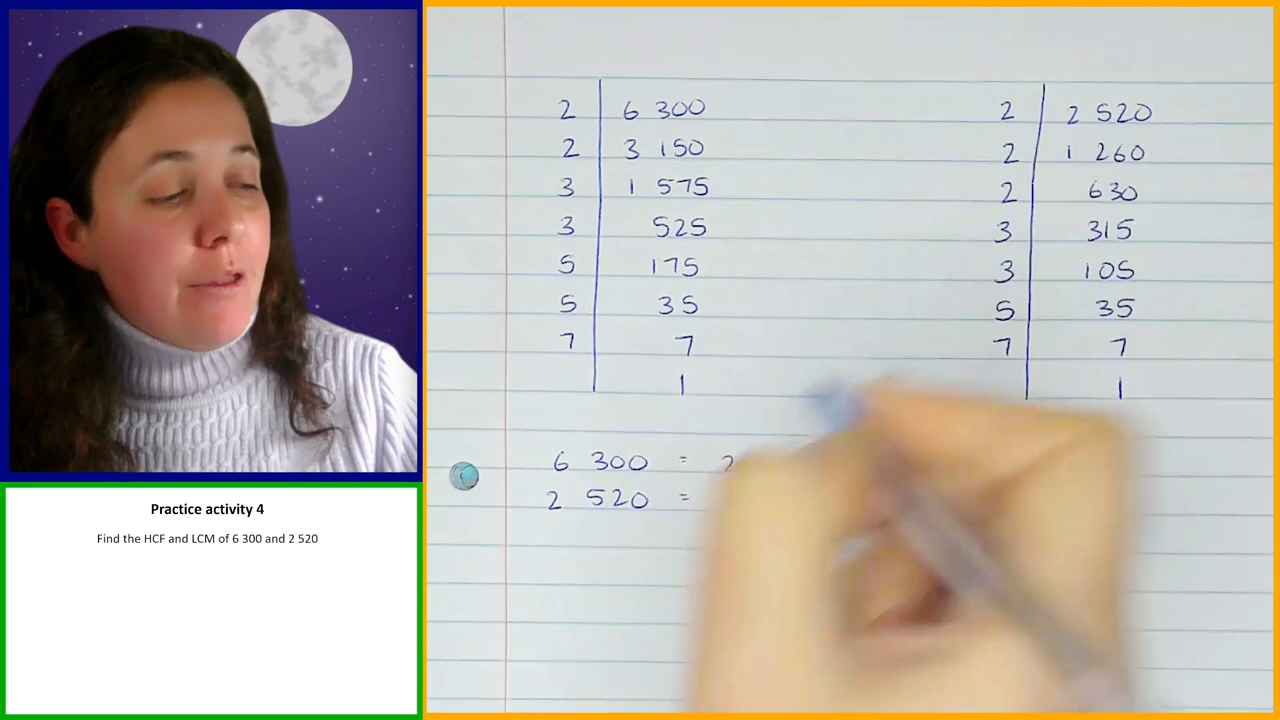 2 6 300 2 2 520
2 3 150 2 1 260
3 1 575 2 630
3 525 3 315
5 175 3 105
5 35 5 35
7 7 7 7
1 1
6 300 = 2
2 520 =
Practice activity 4
Find the HCF and LCM of 6 300 and 2 520